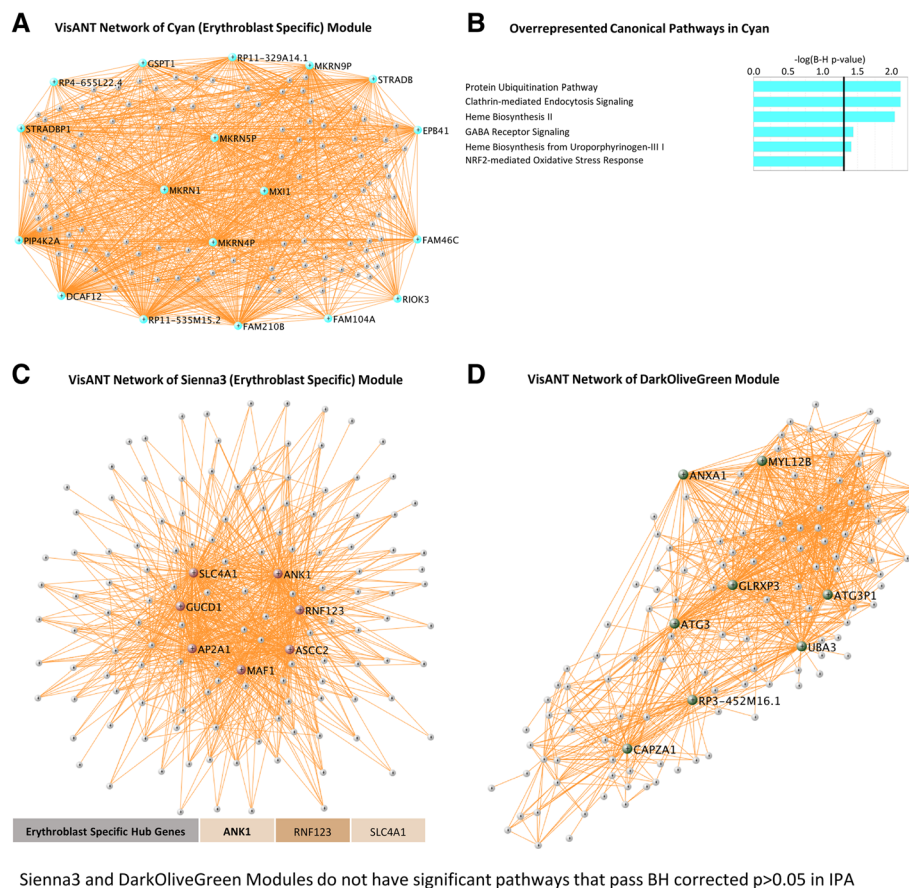 A
VisANT Network of Cyan (Erythroblast Specific) Module
GSPT1
RP11-329A14.1
MKRN9P
RP4-655L22.4
STRADB
STRADBP1
EPB41
MKRN5P
MKRN1
MXI1
PIP4K2A
MKRN4P
FAM46C
DCAF12
RIOK3
RP11-535M15.2
FAM210B
FAM104A
B
Overrepresented Canonical Pathways in Cyan
-log(B-H p-value)
0.0 -0.5 1.0 1.5 2.0
Protein Ubiquitination Pathway
Clathrin-mediated Endocytosis Signaling
Heme Biosynthesis II
GABA Receptor Signaling
Heme Biosynthesis from Uroporphyrinogen-III I
NRF2-mediated Oxidative Stress Response
C
VisANT Network of Sienna3 (Erythroblast Specific) Module
SLC4A1
ANK1
GUCD1
RNF123
AP2A1
ASCC2
MAF1
Erythroblast Specific Hub Genes ANK1 RNF123 SLC4A1
D
VisANT Network of DarkOliveGreen Module
MYL12B
ANXA1
GLRXP3
ATG3P1
ATG3
UBA3
RP3-452M16.1
CAPZA1
Sienna3 and DarkOliveGreen Modules do not have significant pathways that pass BH corrected p>0.05 in IPA